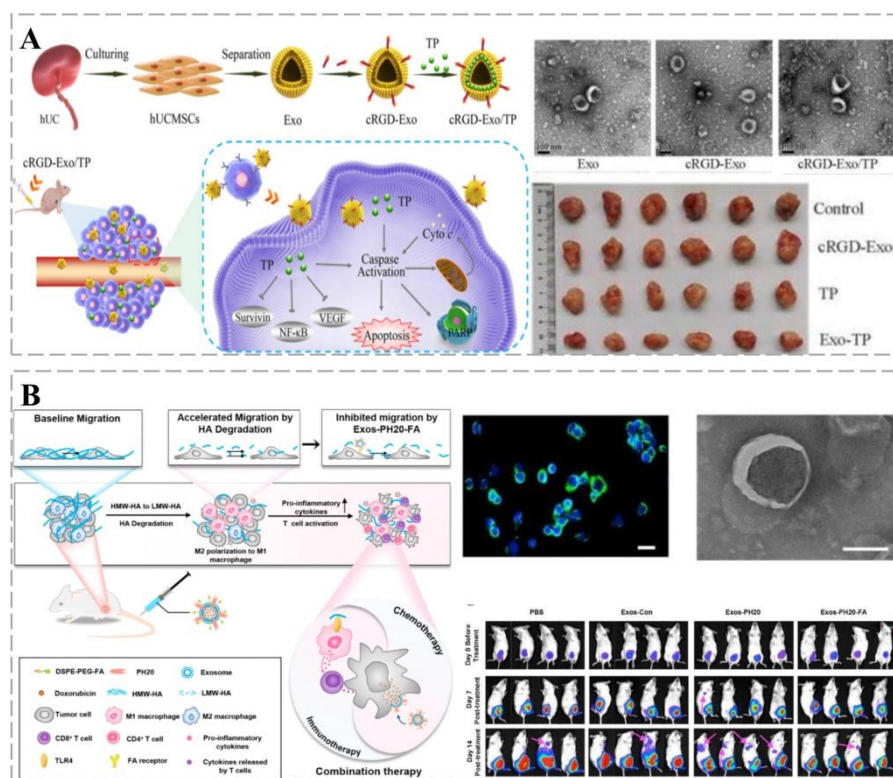 A
Culturing
Separation
TP
hUC
hUCMSCs
Exo
cRGD-Exo
cRGD-Exo/TP
Exo
cRGD-Exo
cRGD-Exo/TP
cRGD-Exo/TP
TP
Cyto c
TP
Caspase
Activation
Survivin
NF-κB
VEGF
Apoptosis
PARP
Control
cRGD-Exo
TP
Exo-TP
B
Baseline Migration
Accelerated Migration by
HA Degradation
Inhibited migration by
Exos-PH20-FA
HMW-HA to LMW-HA
HA Degradation
M2 polarization to M1
macrophage
Pro-inflammatory
cytokines
T cell activation
Chemotherapy
Immunotherapy
Combination therapy
DSPE-PEG-FA
PH20
Exosome
Doxorubicin
HMW-HA
LMW-HA
Tumor cell
M1 macrophage
M2 macrophage
CD8⁺ T cell
CD4⁺ T cell
Pro-inflammatory
cytokines
TLR4
FA receptor
Cytokines released
by T cells
PBS
Exos-Con
Exos-PH20
Exos-PH20-FA
Day 0 Before
Treatment
Day 7
Post-treatment
Day 14
Post-treatment